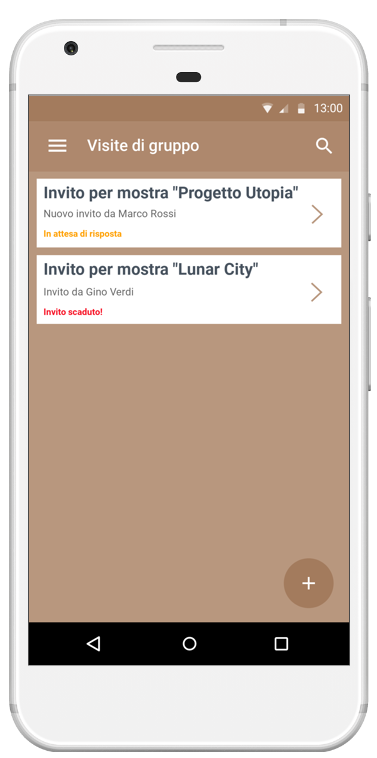 13:00
Visite di gruppo
Invito per mostra "Progetto Utopia"
Nuovo invito da Marco Rossi
In attesa di risposta
Invito per mostra "Lunar City"
Invito da Gino Verdi
Invito scaduto!